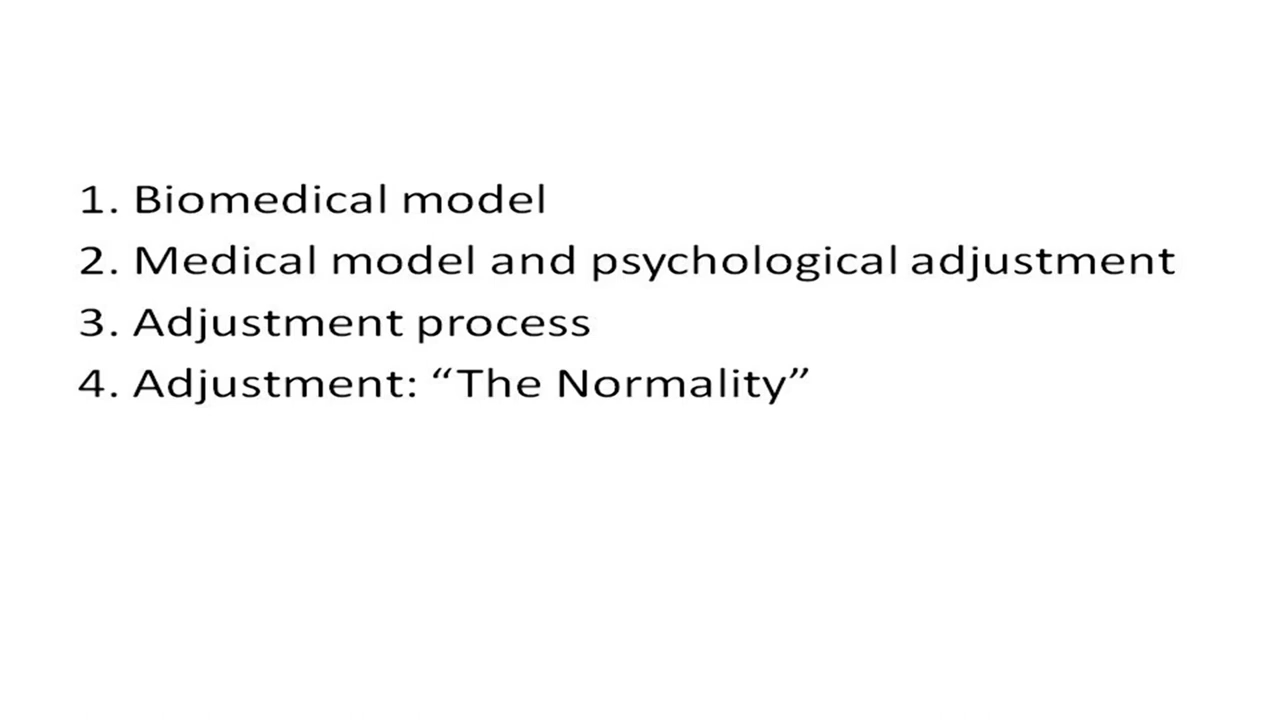 1. Biomedical model
2. Medical model and psychological adjustment
3. Adjustment process
4. Adjustment: “The Normality”